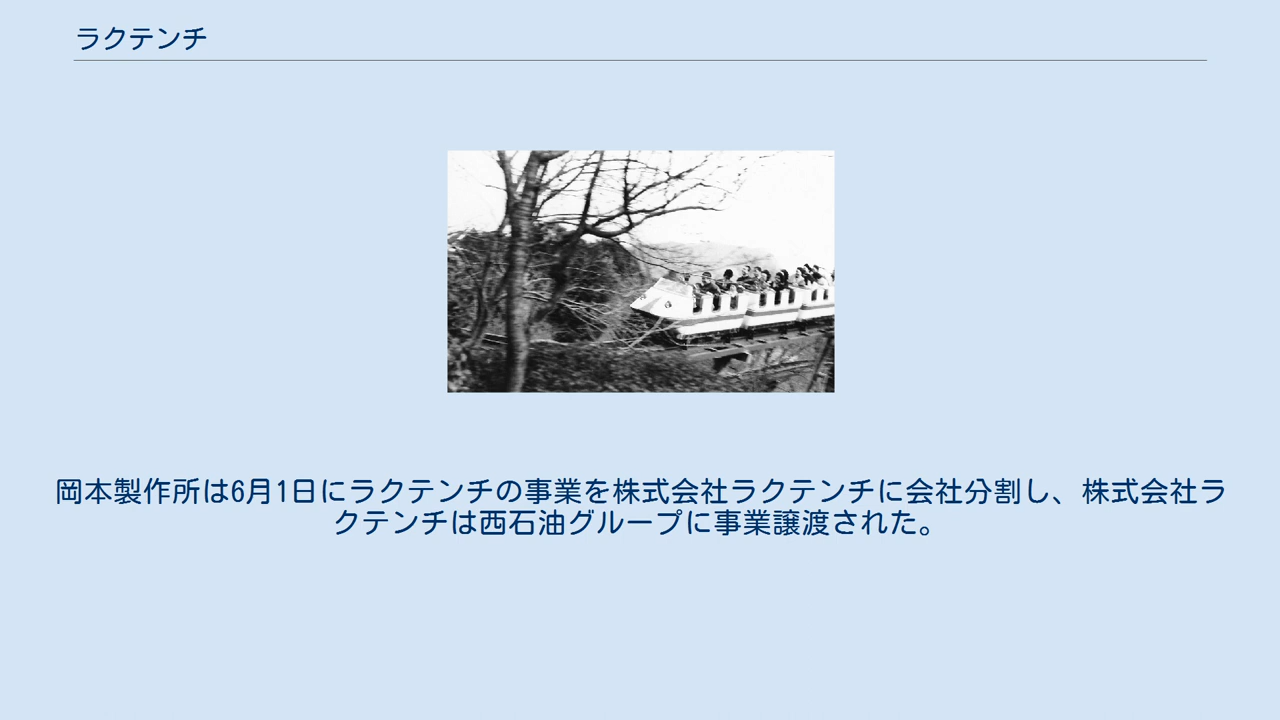 ラクテンチ
岡本製作所は6月1日にラクテンチの事業を株式会社ラクテンチに会社分割し、株式会社ラ
クテンチは西石油グループに事業譲渡された。